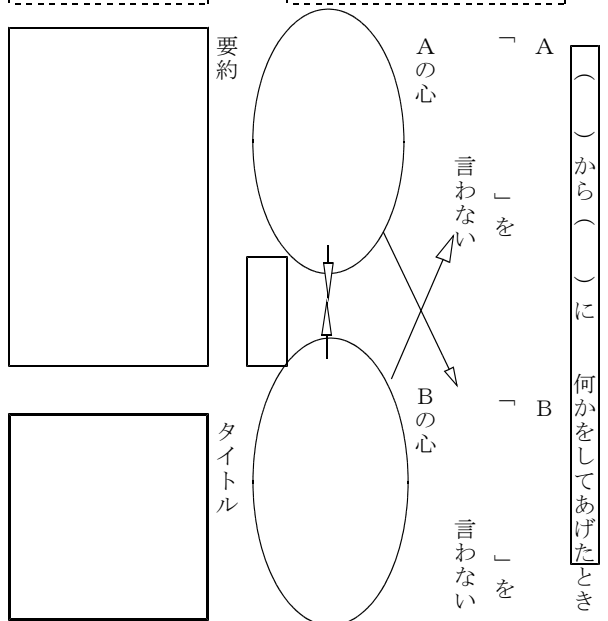 （　　）から（　　）に　何かをしてあげたとき
A
「　　　」を
言わない
B
「　　　」を
言わない
Aの心
Bの心
要約
タイトル